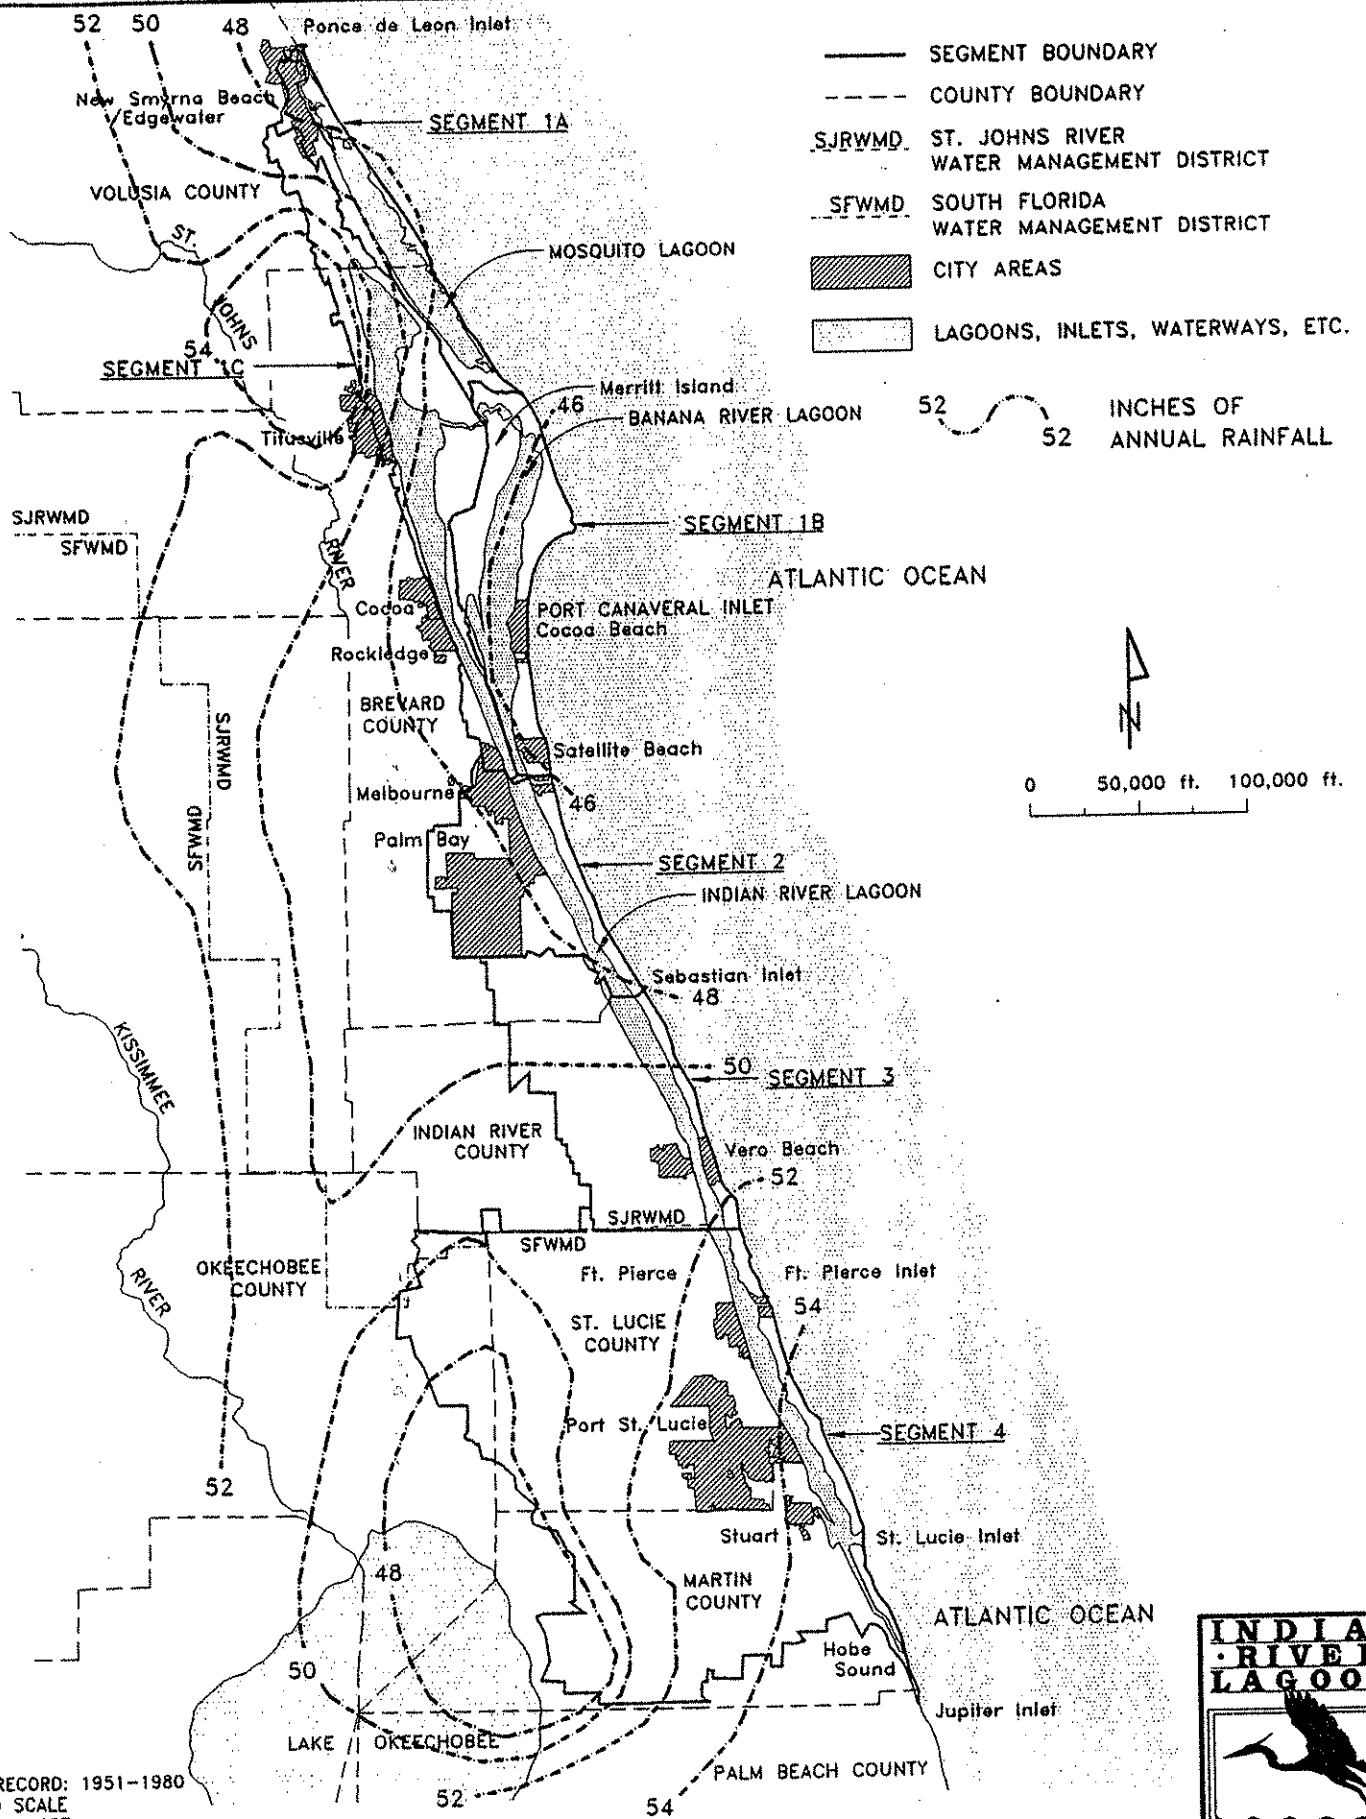 52 50 48 Ponce de Leon Inlet
SEGMENT BOUNDARY
COUNTY BOUNDARY
New Smyrna Beach
/Edgewater
SEGMENT 1A
SJRWMD ST. JOHNS RIVER
WATER MANAGEMENT DISTRICT
VOLUSIA COUNTY
SFWMD SOUTH FLORIDA
WATER MANAGEMENT DISTRICT
ST.
JOHNS
MOSQUITO LAGOON
CITY AREAS
LAGOONS, INLETS, WATERWAYS, ETC.
54
SEGMENT 1C
Merrill Island
46
BANANA RIVER LAGOON
52
52
INCHES OF
ANNUAL RAINFALL
Titusville
SJRWMD
SFWMD
RIVER
SEGMENT 1B
ATLANTIC OCEAN
Cocoa
PORT CANAVERAL INLET
Cocoa Beach
Rockledge
BREVARD
COUNTY
SJRWMD
SFWMD
Satellite Beach
N
0 50,000 ft. 100,000 ft.
Melbourne
46
Palm Bay
SEGMENT 2
INDIAN RIVER LAGOON
Sebastian Inlet
48
KISSIMMEE
50
SEGMENT 3
INDIAN RIVER
COUNTY
Vero Beach
52
SJRWMD
SFWMD
OKEECHOBEE
COUNTY
RIVER
Ft. Pierce
Ft. Pierce Inlet
54
ST. LUCIE
COUNTY
Port St. Lucie
SEGMENT 4
52
Stuart
St. Lucie Inlet
48
MARTIN
COUNTY
ATLANTIC OCEAN
Hobe
Sound
50
Jupiter Inlet
LAKE OKEECHOBEE
PALM BEACH COUNTY
RECORD: 1951-1980
SCALE
52
54
INDIA
·RIVE
LAGOO